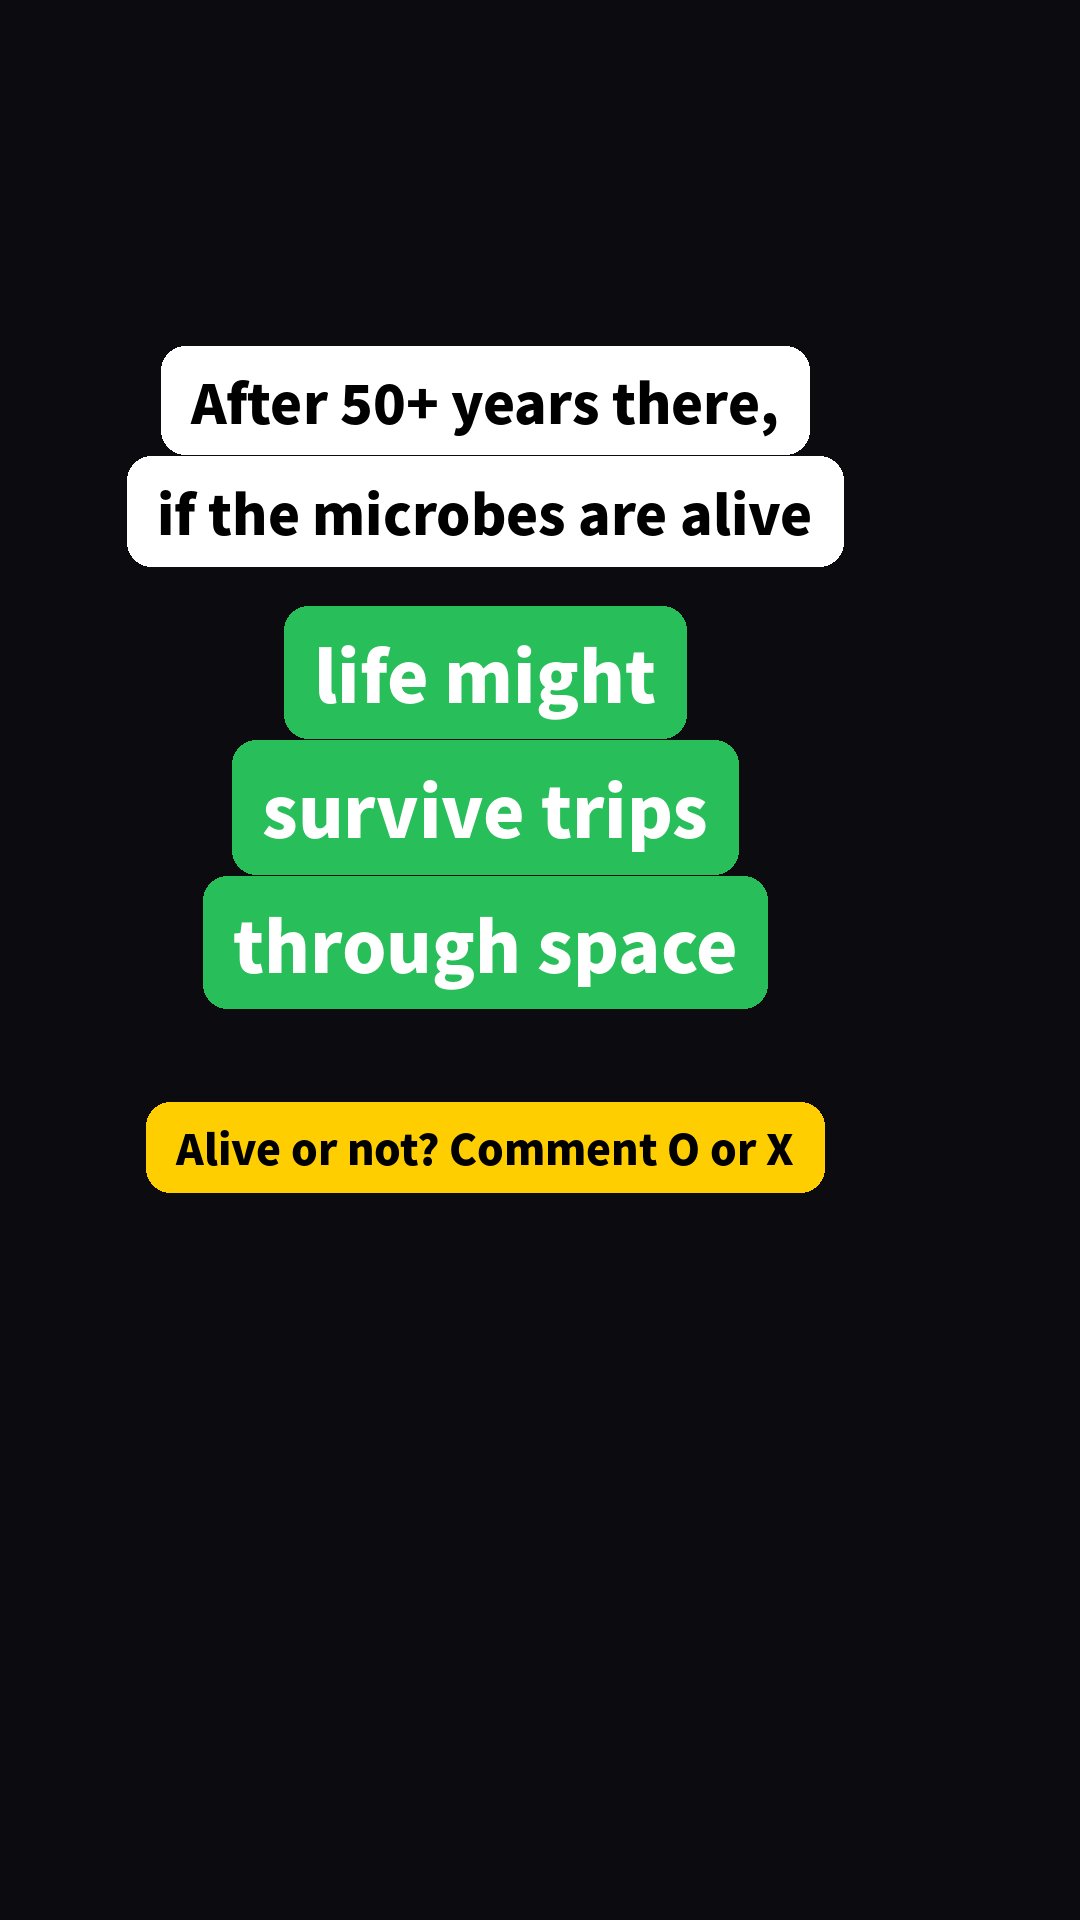 After 50+ years there,
if the microbes are alive
life might
survive trips
through space
Alive or not? Comment O or X